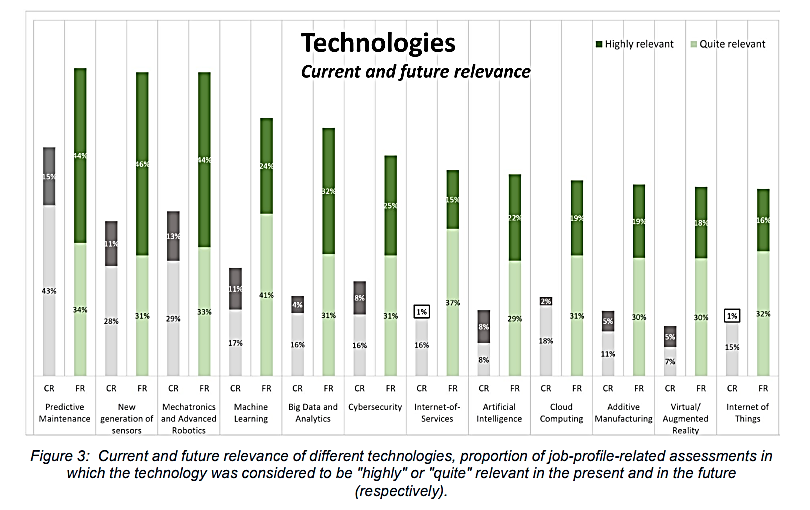 Technologies
Current and future relevance
Highly relevant Quite relevant
44% 46% 44%
15% 24%
32%
25%
15%
22% 19% 19% 18% 16%
11% 13%
43%
34% 28% 31% 29% 33%
11% 41%
17%
4% 31%
16%
8% 31%
16%
1% 37%
16%
8% 29%
8%
2% 31%
18%
5% 30%
11%
5% 30%
7%
1% 32%
15%
CR FR CR FR CR FR CR FR CR FR CR FR CR FR CR FR CR FR CR FR CR FR CR FR
Predictive Maintenance
New generation of sensors
Mechatronics and Advanced Robotics
Machine Learning
Big Data and Analytics
Cybersecurity
Internet-of-Services
Artificial Intelligence
Cloud Computing
Additive Manufacturing
Virtual/ Augmented Reality
Internet of Things
Figure 3: Current and future relevance of different technologies, proportion of job-profile-related assessments in
which the technology was considered to be "highly" or "quite" relevant in the present and in the future
(respectively).